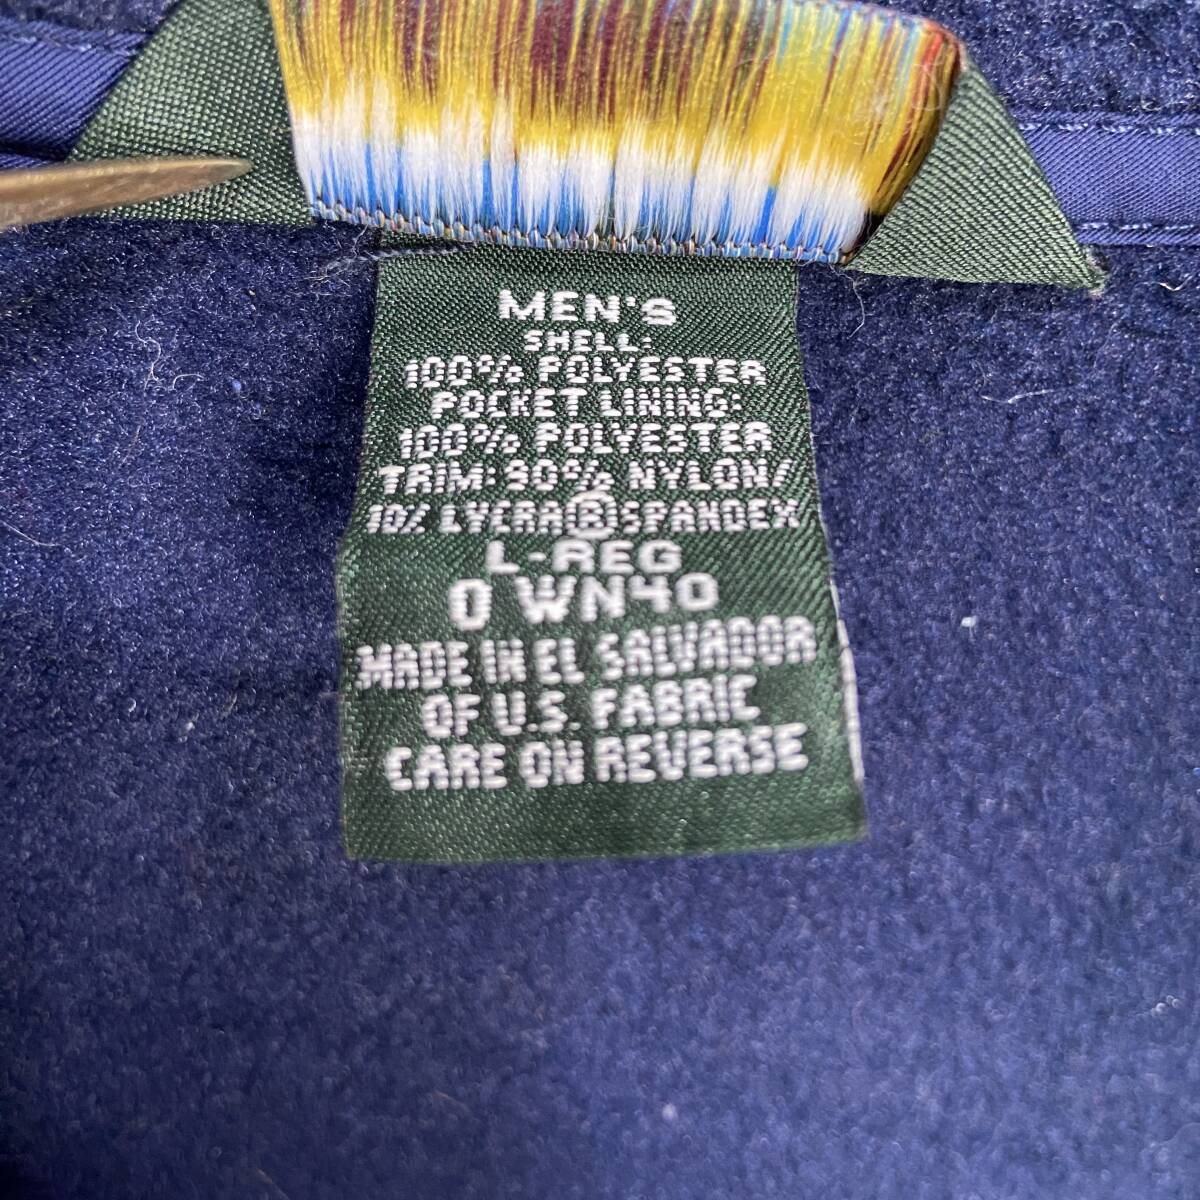 MEN'S
SHELL:
100% POLYESTER
POCKET LINING:
100% POLYESTER
TRIM: 90% NYLON/
10% LYCRA® SPANDEX
L-REG
0 WN40
MADE IN EL SALVADOR
OF U.S. FABRIC
CARE ON REVERSE